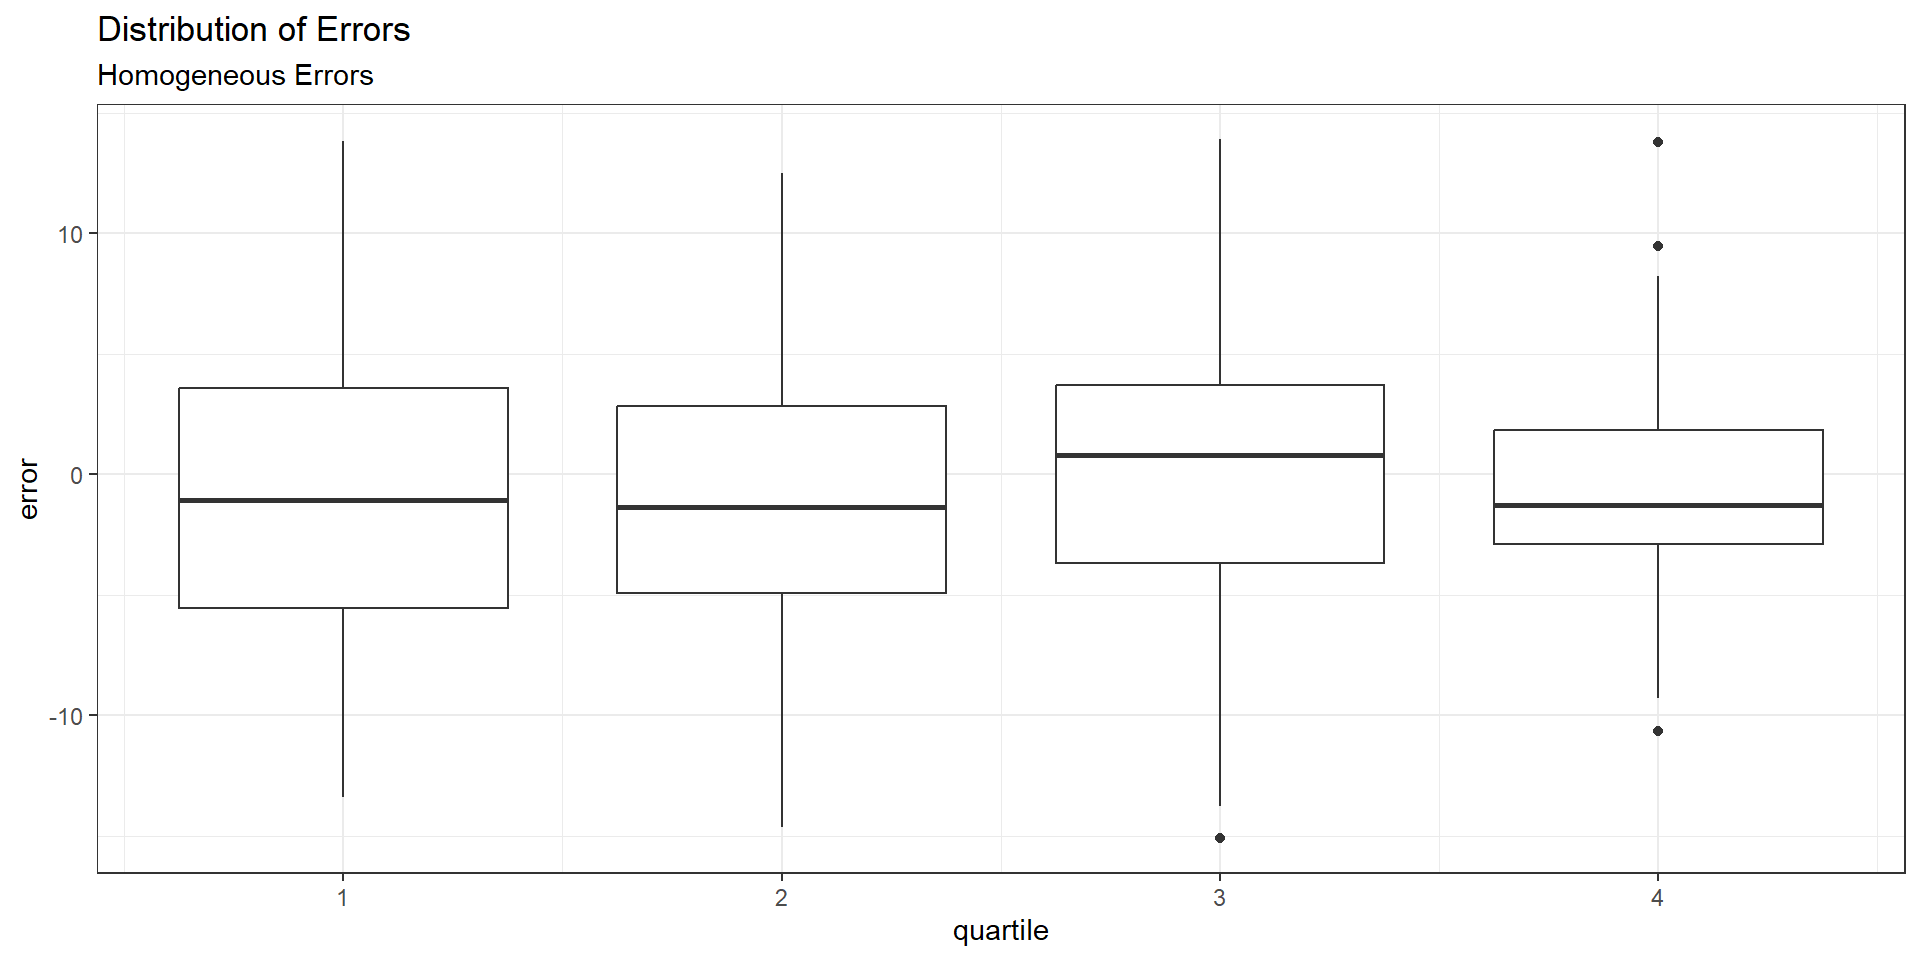 Distribution of Errors
Homogeneous Errors
10
0
-10
error
1 2 3 4
quartile